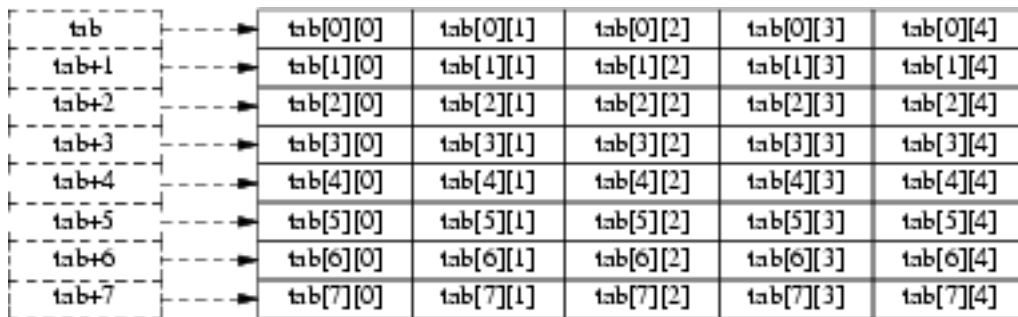 tab tab[0][0] tab[0][1] tab[0][2] tab[0][3] tab[0][4]
tab+1 tab[1][0] tab[1][1] tab[1][2] tab[1][3] tab[1][4]
tab+2 tab[2][0] tab[2][1] tab[2][2] tab[2][3] tab[2][4]
tab+3 tab[3][0] tab[3][1] tab[3][2] tab[3][3] tab[3][4]
tab+4 tab[4][0] tab[4][1] tab[4][2] tab[4][3] tab[4][4]
tab+5 tab[5][0] tab[5][1] tab[5][2] tab[5][3] tab[5][4]
tab+6 tab[6][0] tab[6][1] tab[6][2] tab[6][3] tab[6][4]
tab+7 tab[7][0] tab[7][1] tab[7][2] tab[7][3] tab[7][4]